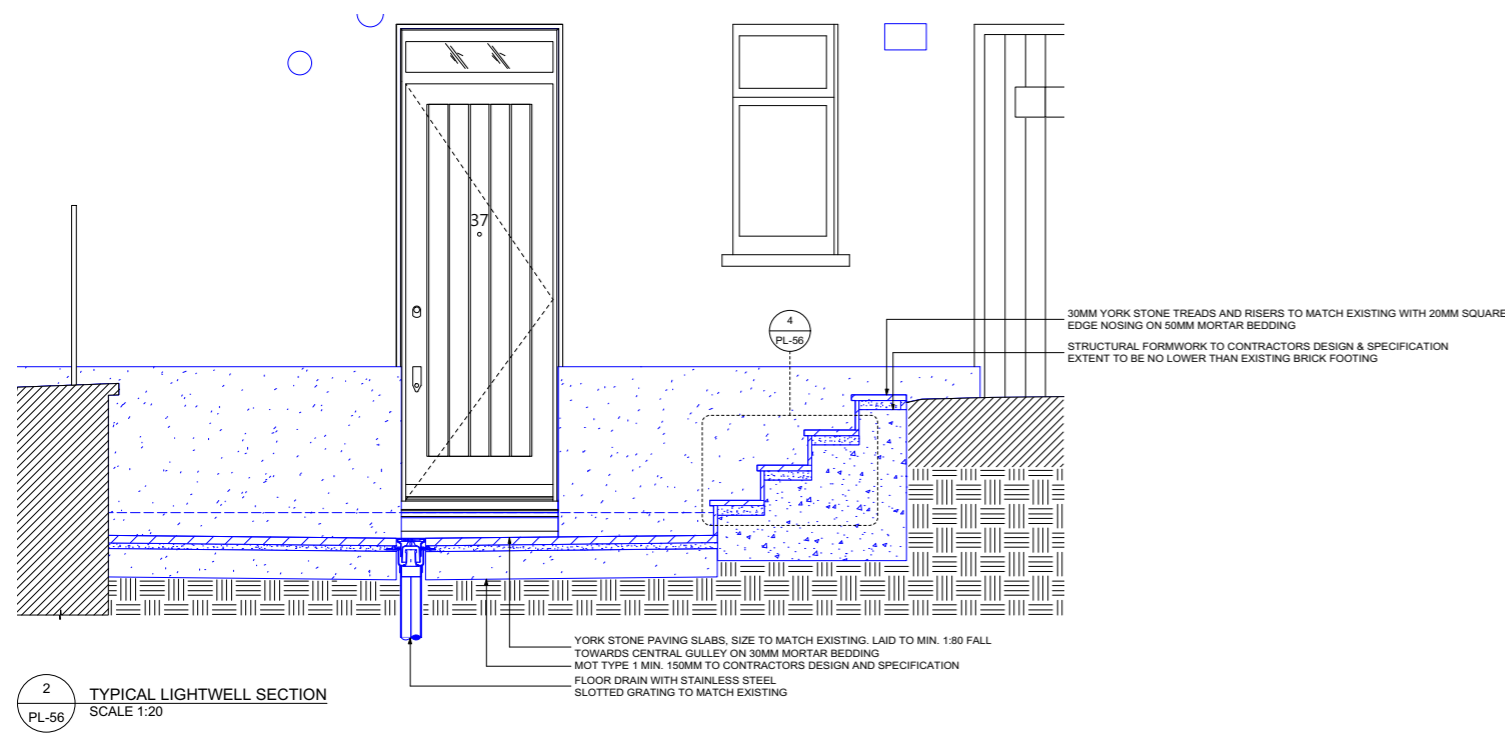 37
4
PL-56
30MM YORK STONE TREADS AND RISERS TO MATCH EXISTING WITH 20MM SQUARE
EDGE NOSING ON 50MM MORTAR BEDDING
STRUCTURAL FORMWORK TO CONTRACTORS DESIGN & SPECIFICATION
EXTENT TO BE NO LOWER THAN EXISTING BRICK FOOTING
YORK STONE PAVING SLABS, SIZE TO MATCH EXISTING. LAID TO MIN. 1:80 FALL
TOWARDS CENTRAL GULLEY ON 30MM MORTAR BEDDING
MOT TYPE 1 MIN. 150MM TO CONTRACTORS DESIGN AND SPECIFICATION
FLOOR DRAIN WITH STAINLESS STEEL
SLOTTED GRATING TO MATCH EXISTING
2
PL-56
TYPICAL LIGHTWELL SECTION
SCALE 1:20